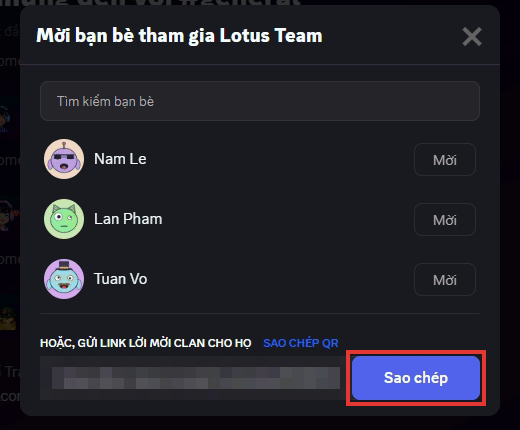 Mời bạn bè tham gia Lotus Team
Tìm kiếm bạn bè
Nam Le
Mời
Lan Pham
Mời
Tuan Vo
Mời
HOẶC, GỬI LINK LỜI MỜI CLAN CHO HỌ SAO CHÉP QR
Sao chép